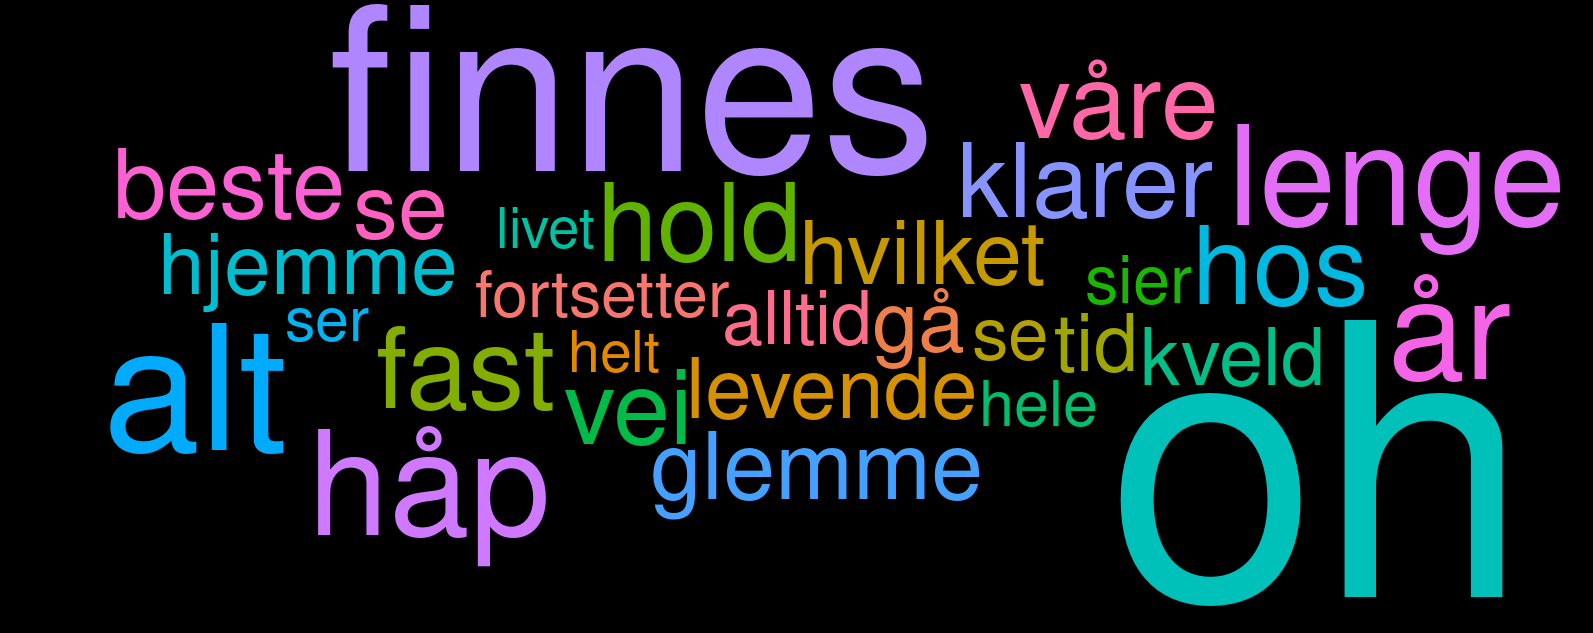 finnes
våre
beste
se
klarer
lenge
livet
hold
hvilket
hjemme
fortsetter
sier
hos
ser
alltid
gå
se
tid
år
alt
fast
helt
kveld
vei
levende
hele
oh
håp
glemme